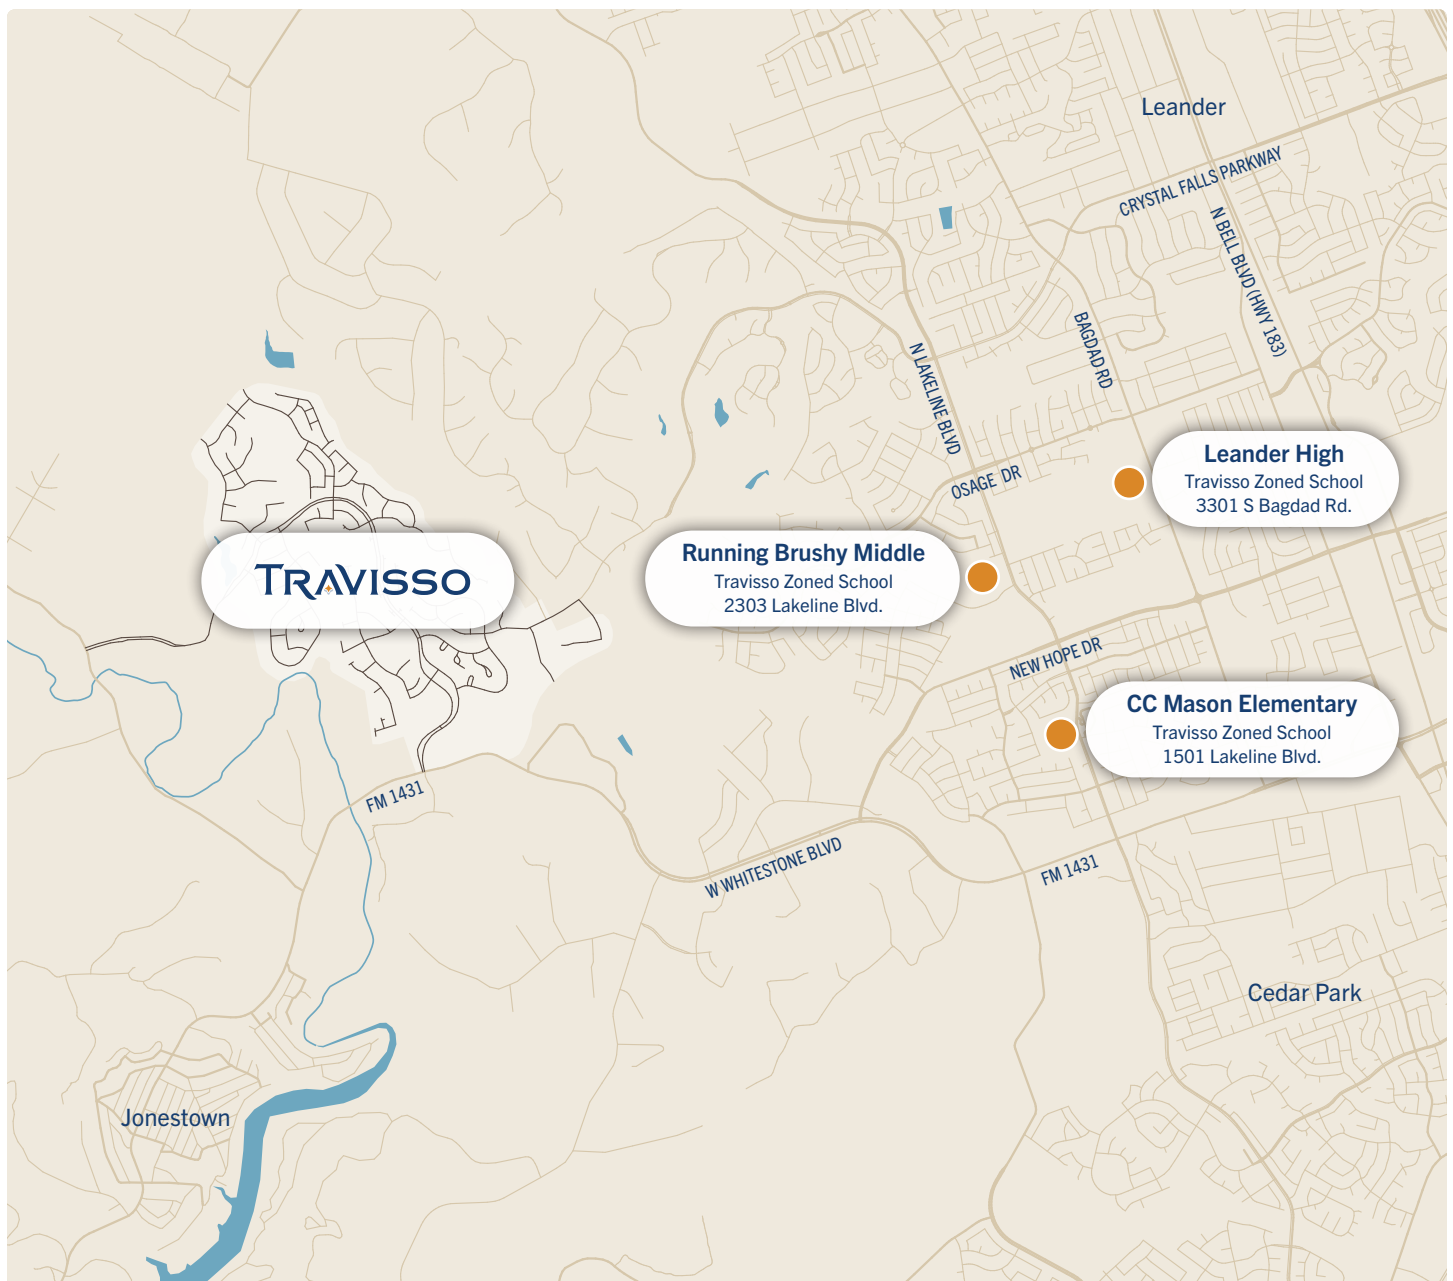 Leander
CRYSTAL FALLS PARKWAY
N BELL BLVD (HWY 183)
BAGDAD RD
N LAKELINE BLVD
OSAGE DR
Leander High
Travisso Zoned School
3301 S Bagdad Rd.
Running Brushy Middle
Travisso Zoned School
2303 Lakeline Blvd.
TRAVISSO
NEW HOPE DR
CC Mason Elementary
Travisso Zoned School
1501 Lakeline Blvd.
FM 1431
W WHITESTONE BLVD
FM 1431
Cedar Park
Jonestown